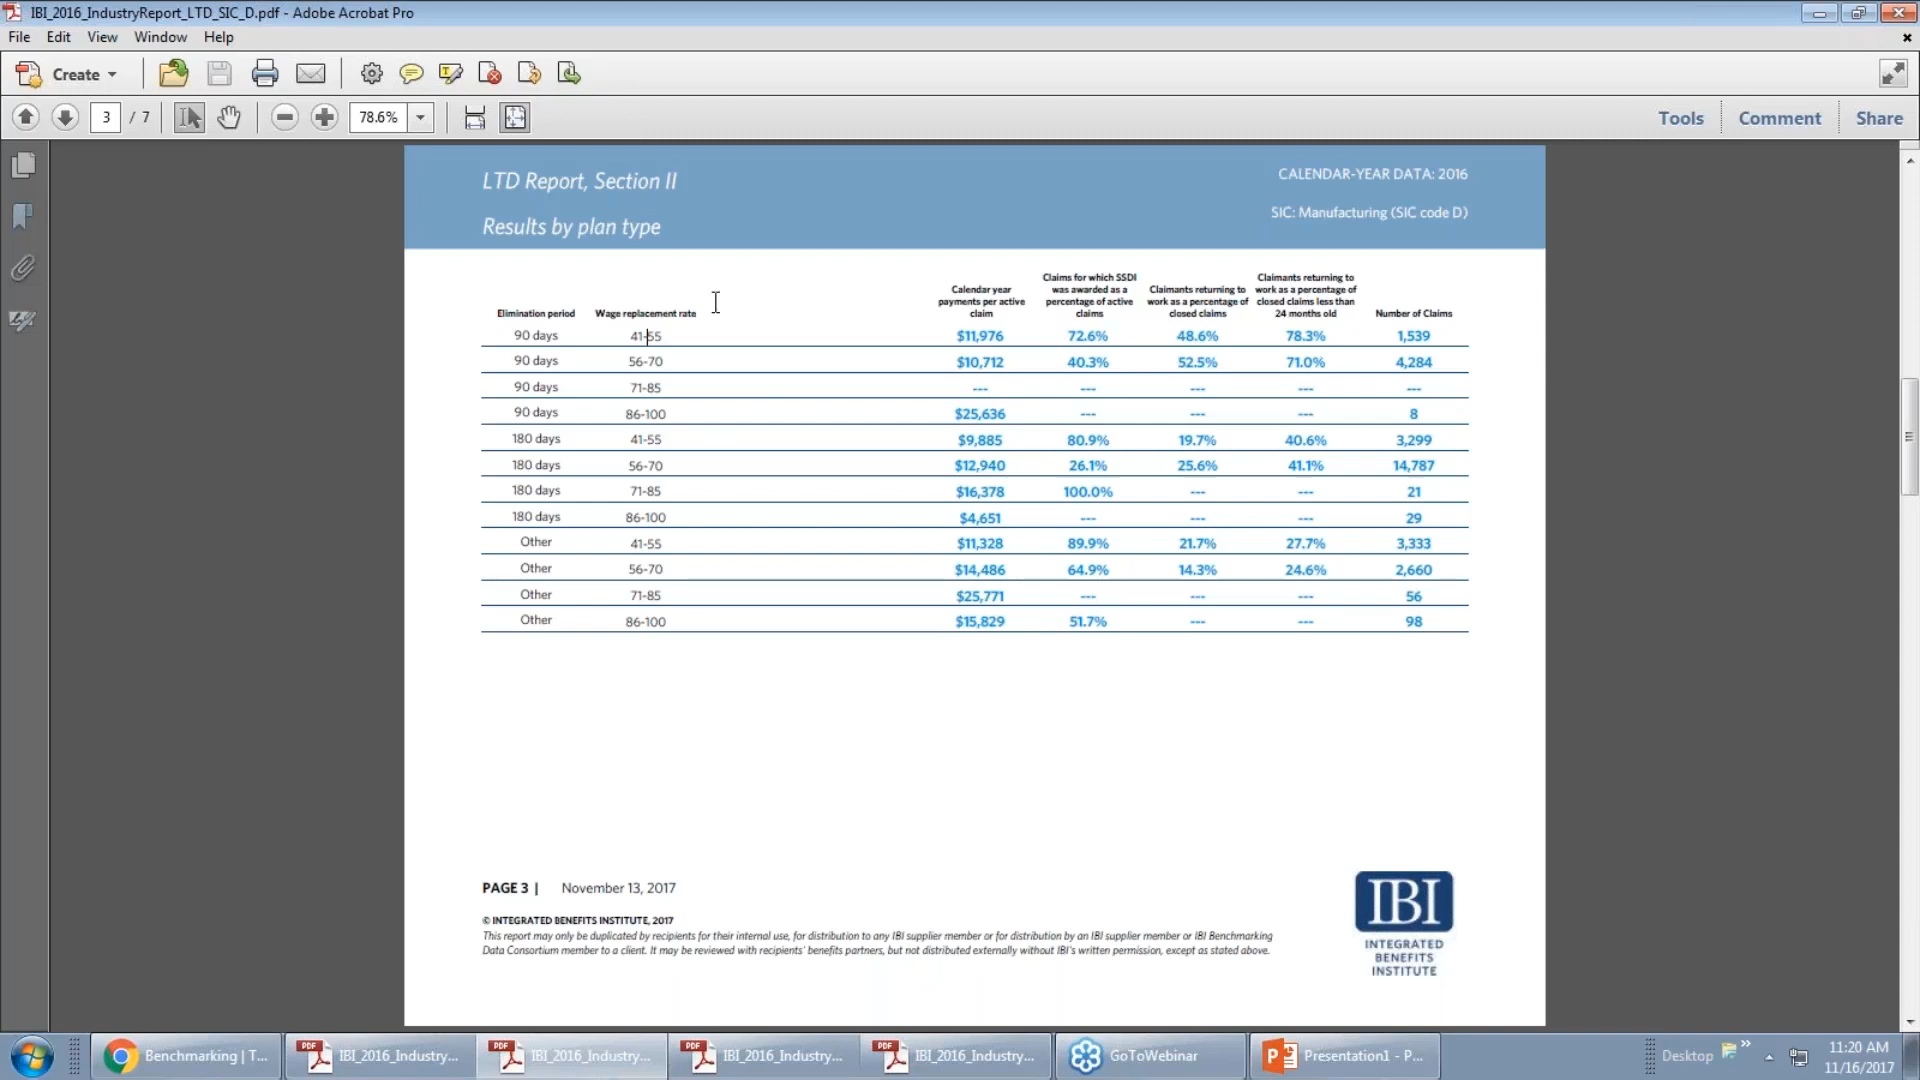 IBI_2016_IndustryReport_LTD_SIC_D.pdf - Adobe Acrobat Pro
File Edit View Window Help
Create
3 / 7 78.6% Tools Comment Share
LTD Report, Section II
CALENDAR-YEAR DATA: 2016
SIC: Manufacturing (SIC code D)
Results by plan type
Elimination period Wage replacement rate Calendar year payments per active claim Claims for which SSDI was awarded as a percentage of active claims Claimants returning to work as a percentage of closed claims Claimants returning to work as a percentage of closed claims less than 24 months old Number of Claims
90 days 41-55 $11,976 72.6% 48.6% 78.3% 1,539
90 days 56-70 $10,712 40.3% 52.5% 71.0% 4,284
90 days 71-85 --- --- --- --- ---
90 days 86-100 $25,636 --- --- --- 8
180 days 41-55 $9,885 80.9% 19.7% 40.6% 3,299
180 days 56-70 $12,940 26.1% 25.6% 41.1% 14,787
180 days 71-85 $16,378 100.0% --- --- 21
180 days 86-100 $4,651 --- --- --- 29
Other 41-55 $11,328 89.9% 21.7% 27.7% 3,333
Other 56-70 $14,486 64.9% 14.3% 24.6% 2,660
Other 71-85 $25,771 --- --- --- 56
Other 86-100 $15,829 51.7% --- --- 98
PAGE 3 | November 13, 2017
© INTEGRATED BENEFITS INSTITUTE, 2017
This report may only be duplicated by recipients for their internal use, for distribution to any IBI supplier member or for distribution by an IBI supplier member or IBI Benchmarking
Data Consortium member to a client. It may be reviewed with recipients' benefits partners, but not distributed externally without IBI's written permission, except as stated above.
IBI
INTEGRATED
BENEFITS
INSTITUTE
Benchmarking | T... IBI_2016_Industry... IBI_2016_Industry... IBI_2016_Industry... IBI_2016_Industry... GoToWebinar Presentation1 - P... Desktop
11:20 AM
11/16/2017